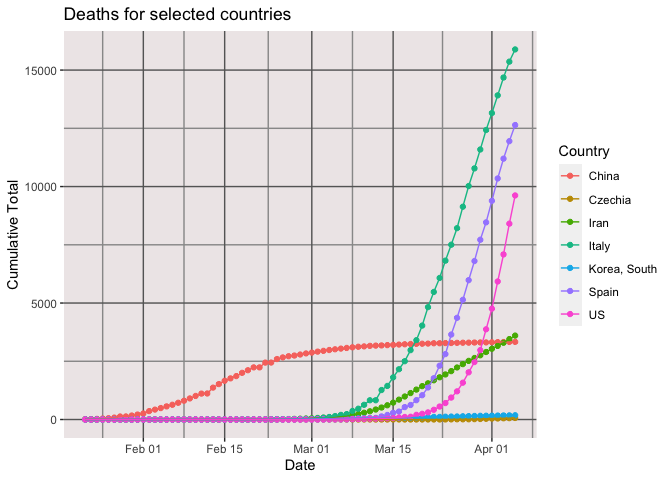 Deaths for selected countries
15000
10000
5000
0
Cumulative Total
Feb 01
Feb 15
Mar 01
Mar 15
Apr 01
Date
Country
China
Czechia
Iran
Italy
Korea, South
Spain
US